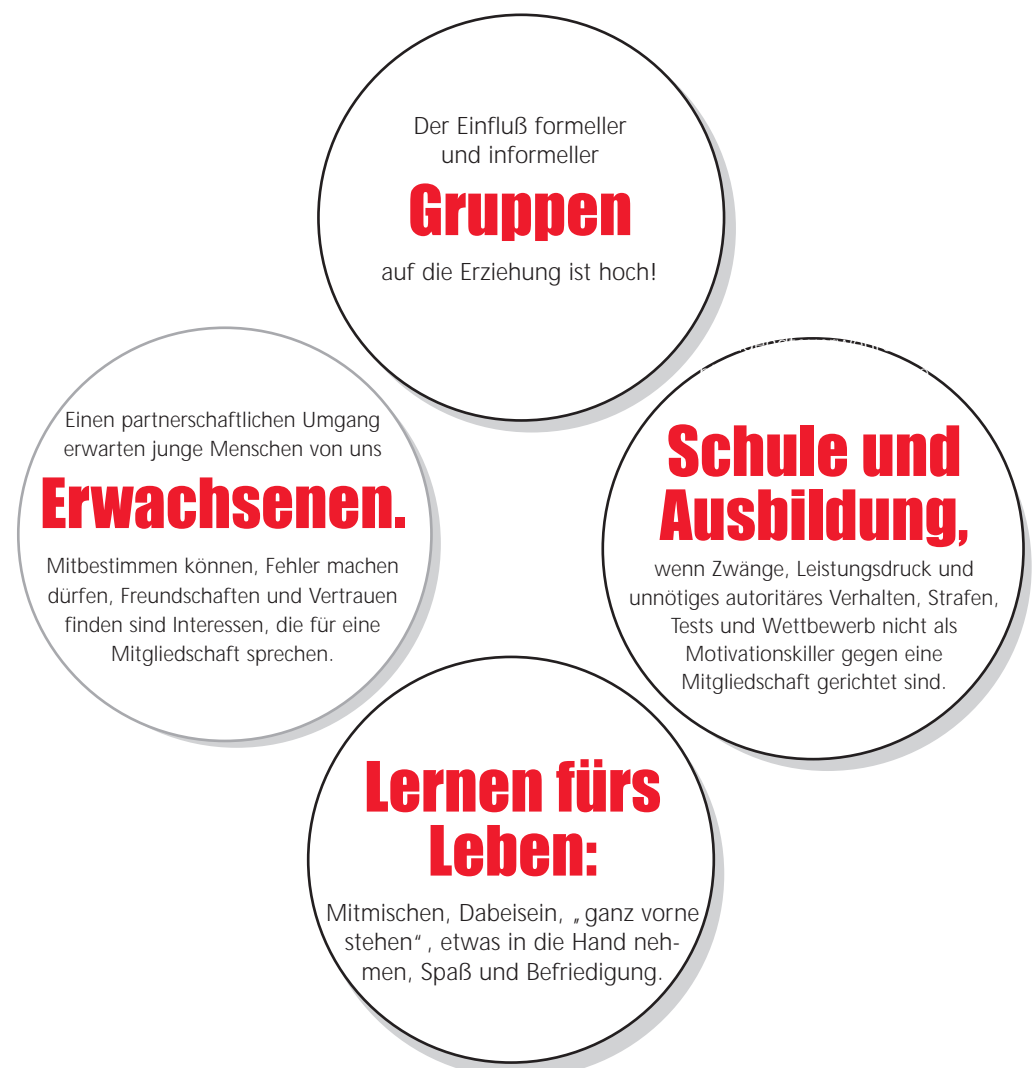 Der Einfluß formeller
und informeller
Gruppen
auf die Erziehung ist hoch!
Einen partnerschaftlichen Umgang
erwarten junge Menschen von uns
Erwachsenen.
Mitbestimmen können, Fehler machen
dürfen, Freundschaften und Vertrauen
finden sind Interessen, die für eine
Mitgliedschaft sprechen.
Schule und
Ausbildung,
wenn Zwänge, Leistungsdruck und
unnötiges autoritäres Verhalten, Strafen,
Tests und Wettbewerb nicht als
Motivationskiller gegen eine
Mitgliedschaft gerichtet sind.
Lernen fürs
Leben:
Mitmischen, Dabeisein, „ganz vorne
stehen“, etwas in die Hand neh-
men, Spaß und Befriedigung.